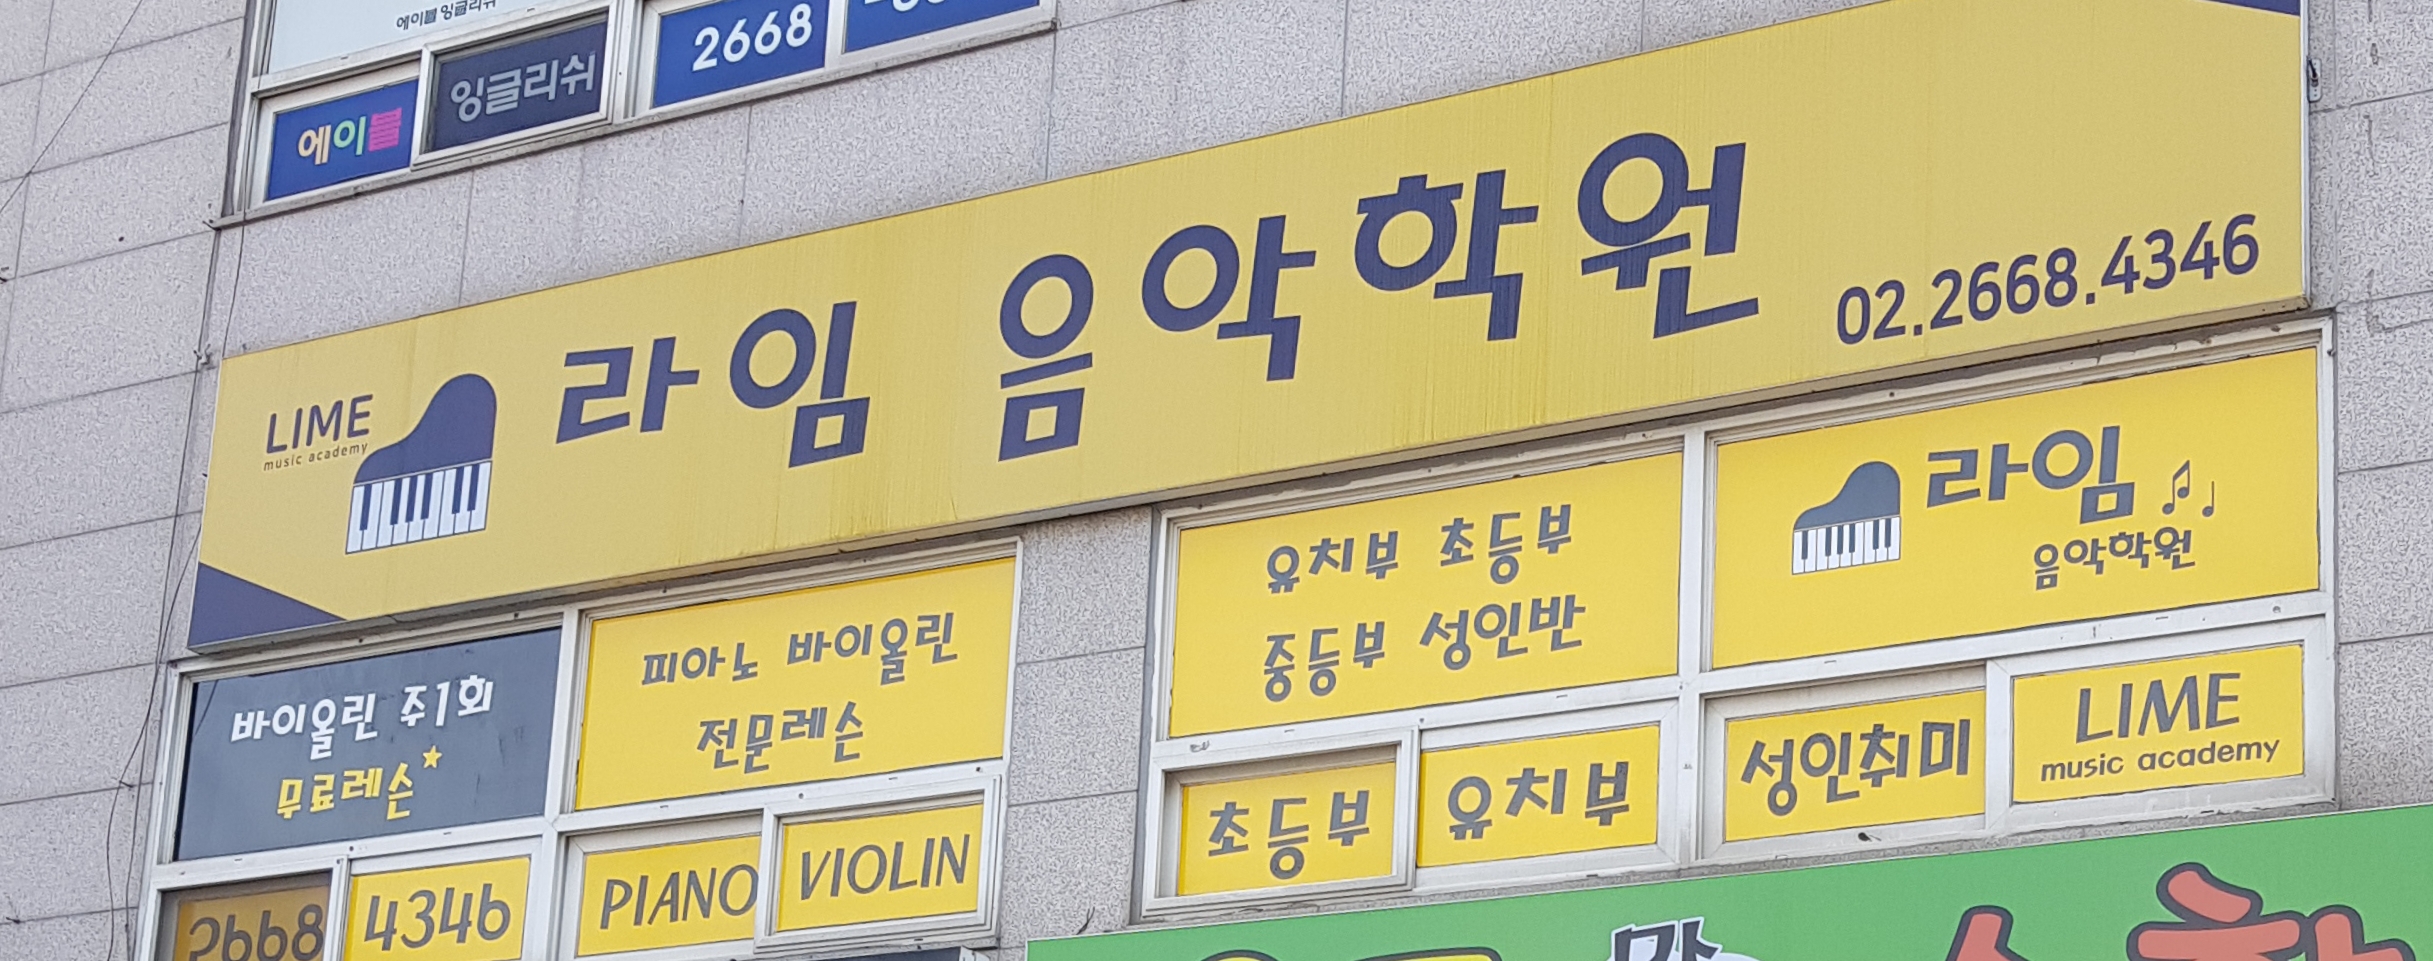 에이블 잉글리쉬
에이블
잉글리쉬
2668
LIME
music academy
라임 음악학원
02.2668.4346
바이올린 주1회
무료레슨
피아노 바이올린
전문레슨
유치부 초등부
중등부 성인반
라임
음악학원
2668
4346
PIANO
VIOLIN
초등부
유치부
성인취미
LIME
music academy